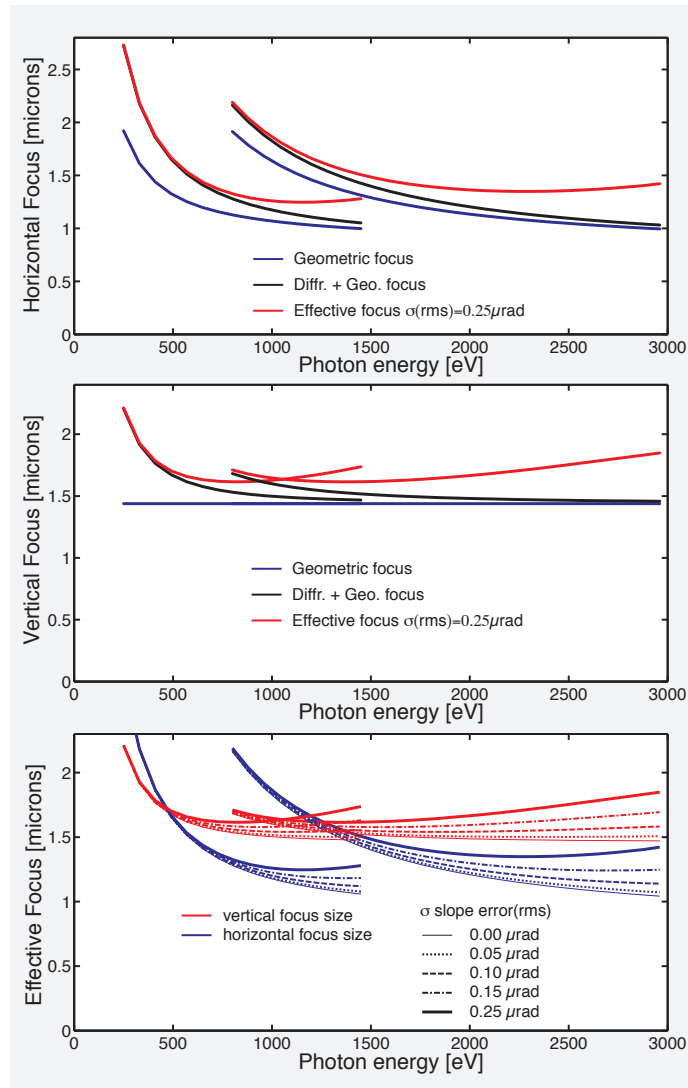 Horizontal Focus [microns]
2.5
2
1.5
1
0.5
0
Geometric focus
Diffr. + Geo. focus
Effective focus σ(rms)=0.25μrad
0 500 1000 1500 2000 2500 3000
Photon energy [eV]
Vertical Focus [microns]
2
1.5
1
0.5
0
Geometric focus
Diffr. + Geo. focus
Effective focus σ(rms)=0.25μrad
0 500 1000 1500 2000 2500 3000
Photon energy [eV]
Effective Focus [microns]
2
1.5
1
0.5
0
vertical focus size
horizontal focus size
σ slope error(rms)
0.00 μrad
0.05 μrad
0.10 μrad
0.15 μrad
0.25 μrad
0 500 1000 1500 2000 2500 3000
Photon energy [eV]